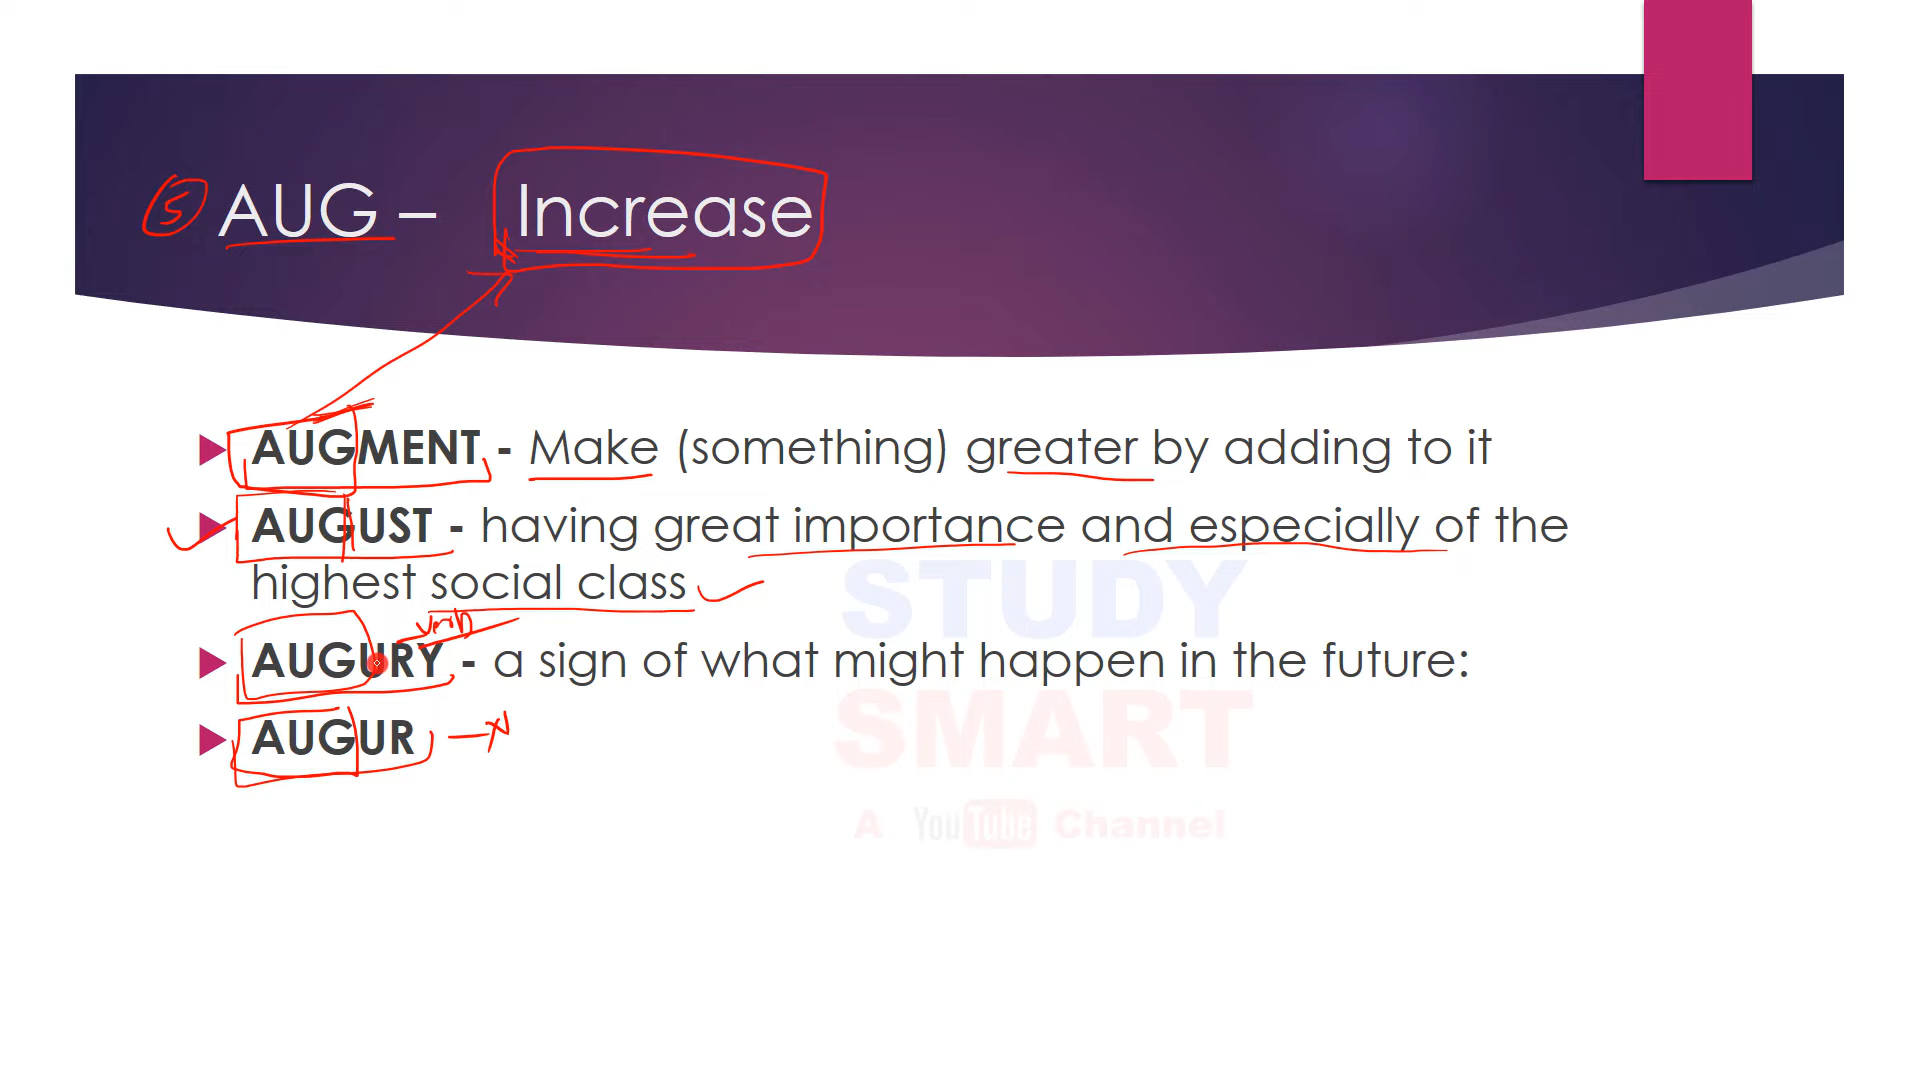 5 AUG – Increase
AUGMENT - Make (something) greater by adding to it
AUGUST - having great importance and especially of the
highest social class
verb
AUGURY - a sign of what might happen in the future:
AUGUR
STUDY
SMART
A YouTube Channel